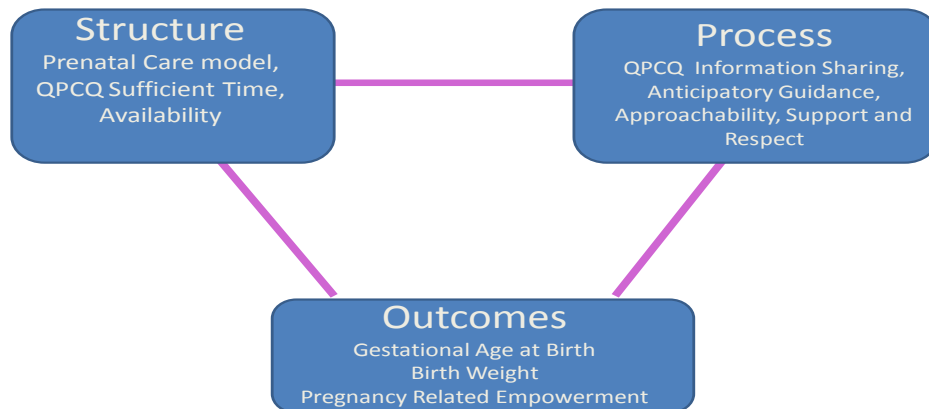 Structure
Prenatal Care model,
QPCQ Sufficient Time,
Availability
Process
QPCQ Information Sharing,
Anticipatory Guidance,
Approachability, Support and
Respect
Outcomes
Gestational Age at Birth
Birth Weight
Pregnancy Related Empowerment